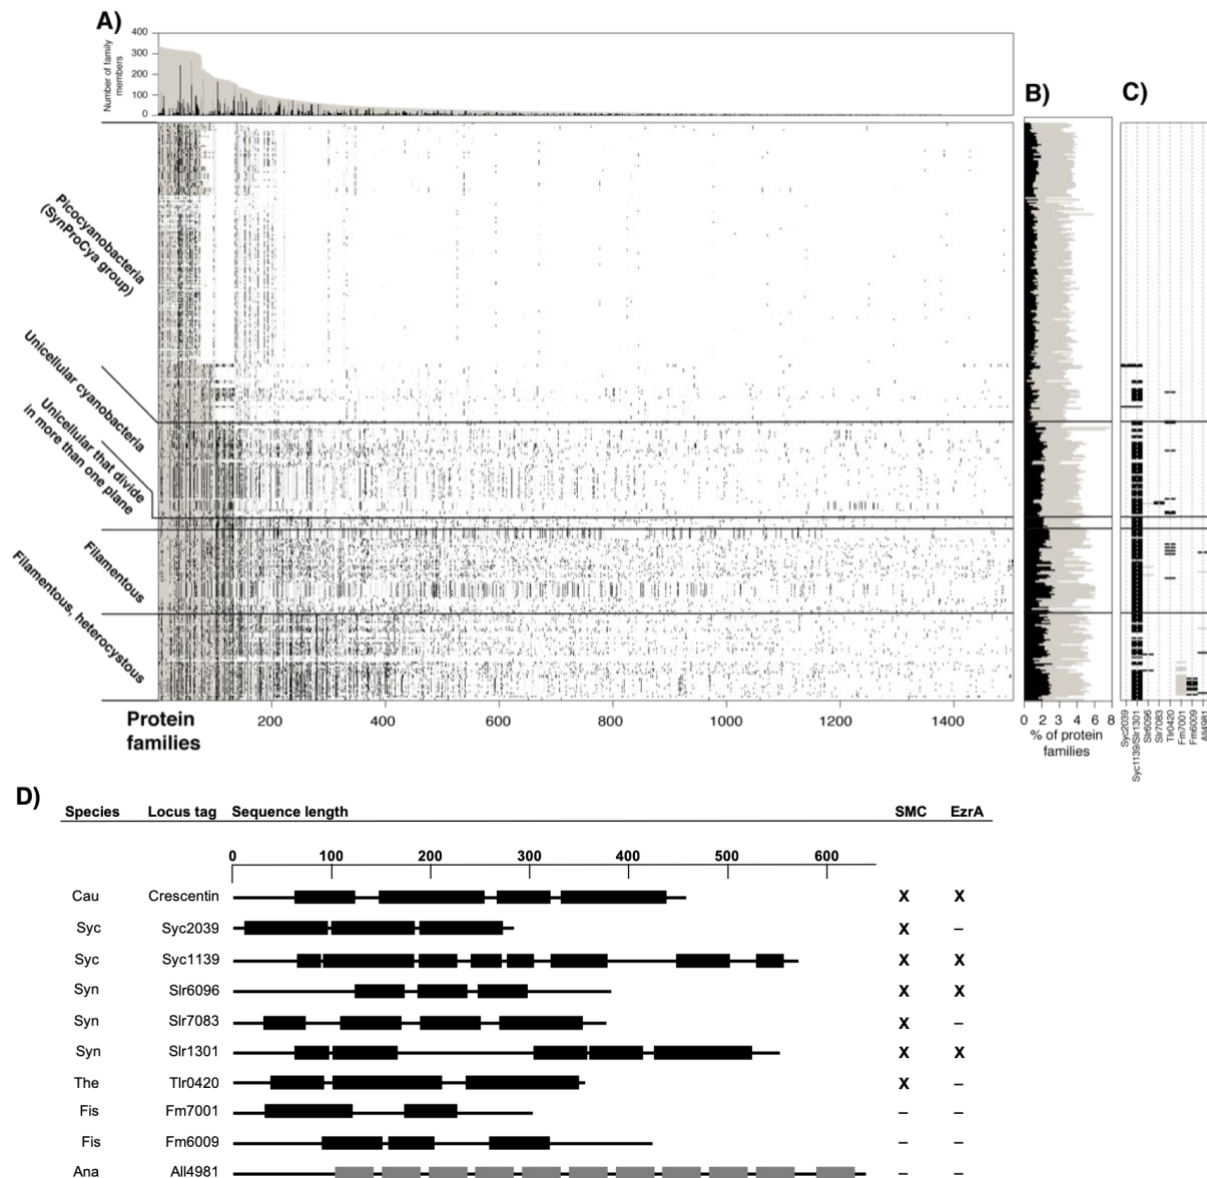 A)
400
300
200
100
0
Number of family
members
B)
C)
Picocyanobacteria
(SynProCya group)
Unicellular cyanobacteria
Unicellular that divide
in more than one plane
Filamentous
Filamentous, heterocystous
Protein
families
200 400 600 800 1000 1200 1400
0 2 4 6 8
% of protein
families
Syc2039
Syc1139/Slr1301
Slr6096
Slr7083
Tlr0420
Fm7001
Fm6009
All4981
D)
Species Locus tag Sequence length SMC EzrA
0 100 200 300 400 500 600
Cau Crescentin X X
Syc Syc2039 X –
Syc Syc1139 X X
Syn Slr6096 X X
Syn Slr7083 X –
Syn Slr1301 X X
The Tlr0420 X –
Fis Fm7001 – –
Fis Fm6009 – –
Ana All4981 – –